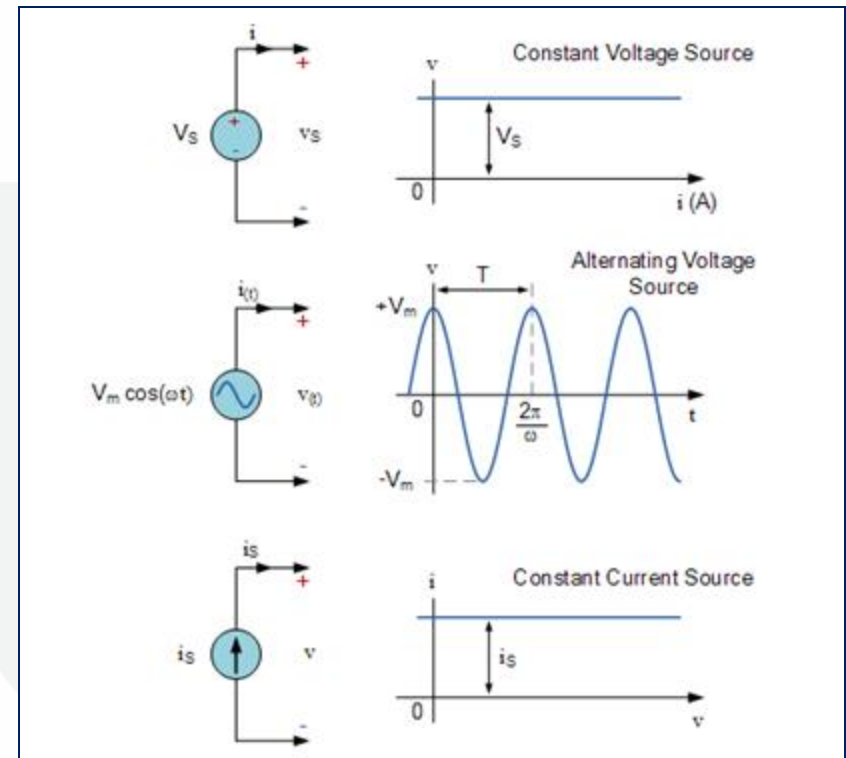 i
+
Vs
+
-
vs
-
Constant Voltage Source
v
Vs
0
i (A)
i(t)
+
Vm cos(ωt)
v(t)
-
Alternating Voltage
Source
v
T
+Vm
0
2π
ω
t
-Vm
is
+
is
v
-
Constant Current Source
i
is
0
v